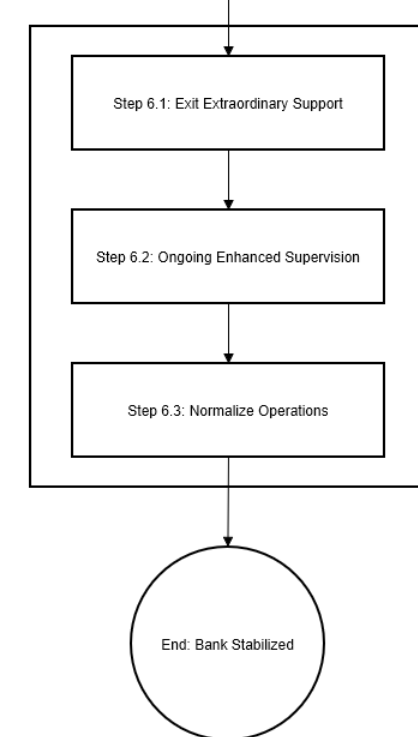 Step 6.1: Exit Extraordinary Support
Step 6.2: Ongoing Enhanced Supervision
Step 6.3: Normalize Operations
End: Bank Stabilized